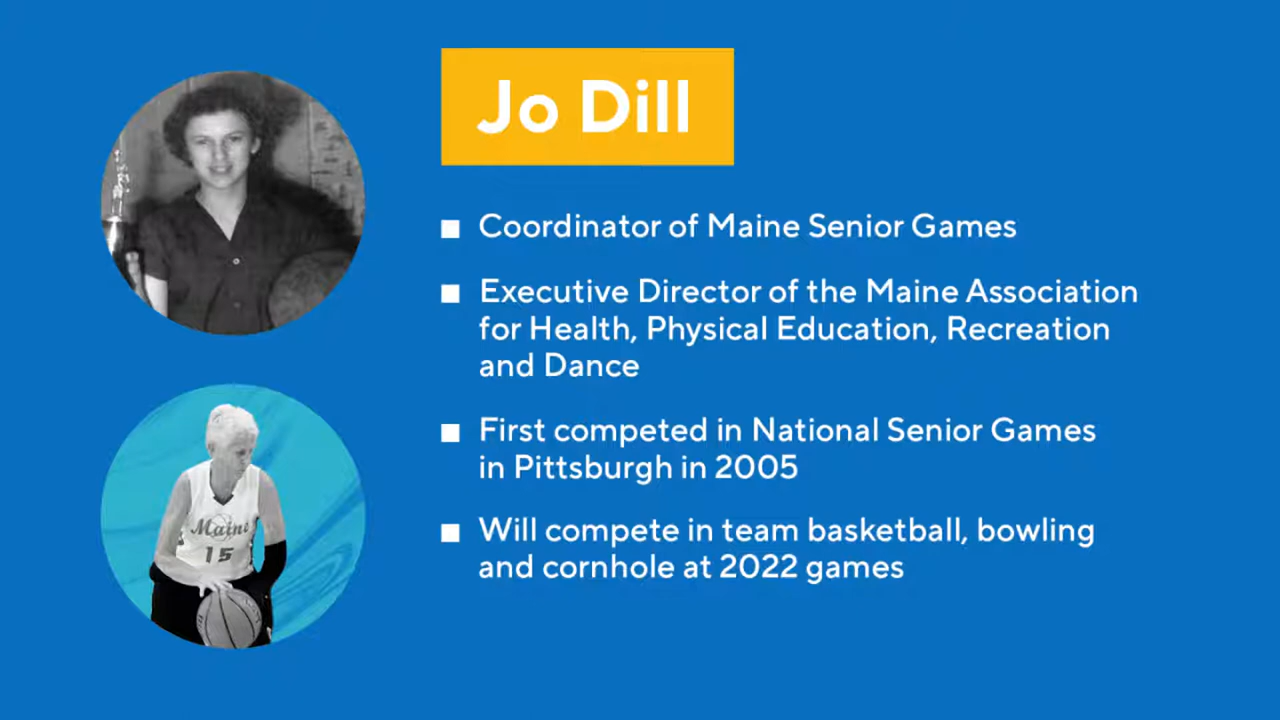 Jo Dill
Coordinator of Maine Senior Games
Executive Director of the Maine Association
for Health, Physical Education, Recreation
and Dance
First competed in National Senior Games
in Pittsburgh in 2005
Will compete in team basketball, bowling
and cornhole at 2022 games
Maine
15